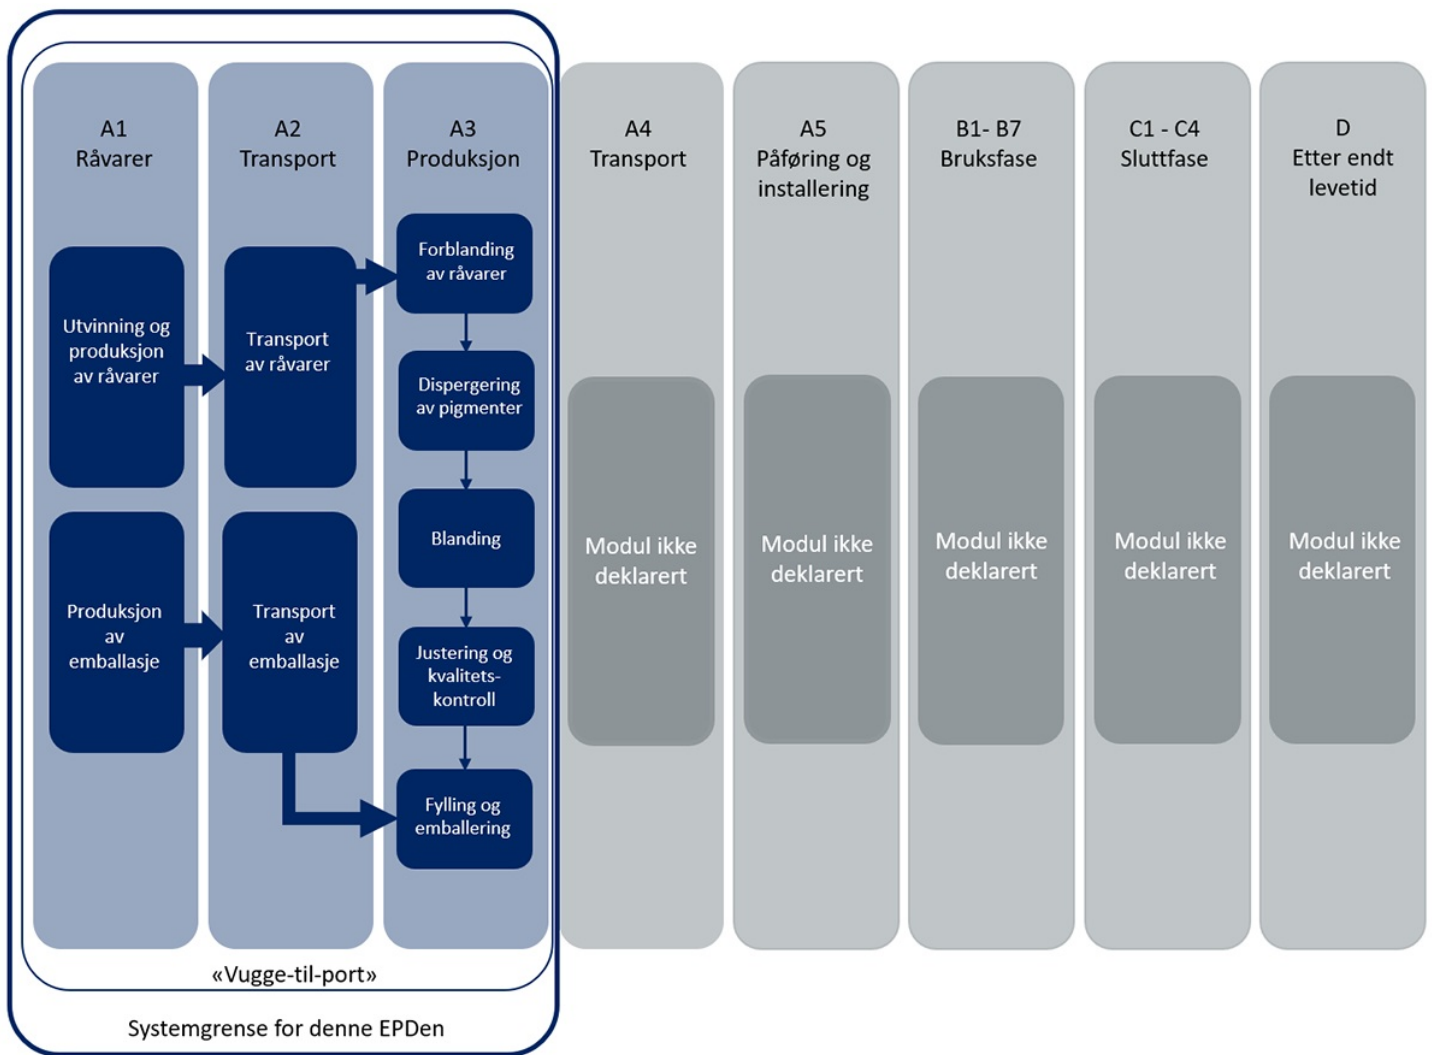 A1
Råvarer
Utvinning og
produksjon
av råvarer
Produksjon
av
emballasje
A2
Transport
Transport
av råvarer
Transport
av
emballasje
A3
Produksjon
Forblanding
av råvarer
Dispergering
av pigmenter
Blanding
Justering og
kvalitets-
kontroll
Fylling og
emballering
A4
Transport
Modul ikke
deklarert
A5
Påføring og
installering
Modul ikke
deklarert
B1- B7
Bruksfase
Modul ikke
deklarert
C1 - C4
Sluttfase
Modul ikke
deklarert
D
Etter endt
levetid
Modul ikke
deklarert
«Vugge-til-port»
Systemgrense for denne EPDen